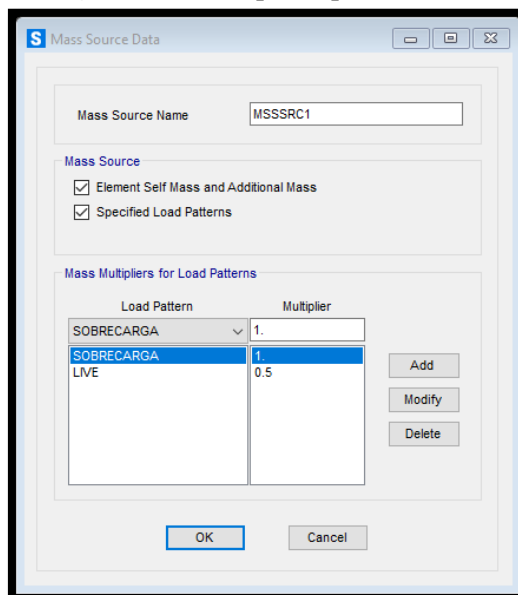 S Mass Source Data
Mass Source Name MSSSRC1
Mass Source
Element Self Mass and Additional Mass
Specified Load Patterns
Mass Multipliers for Load Patterns
Load Pattern Multiplier
SOBRECARGA 1.
SOBRECARGA 1.
LIVE 0.5
Add
Modify
Delete
OK Cancel